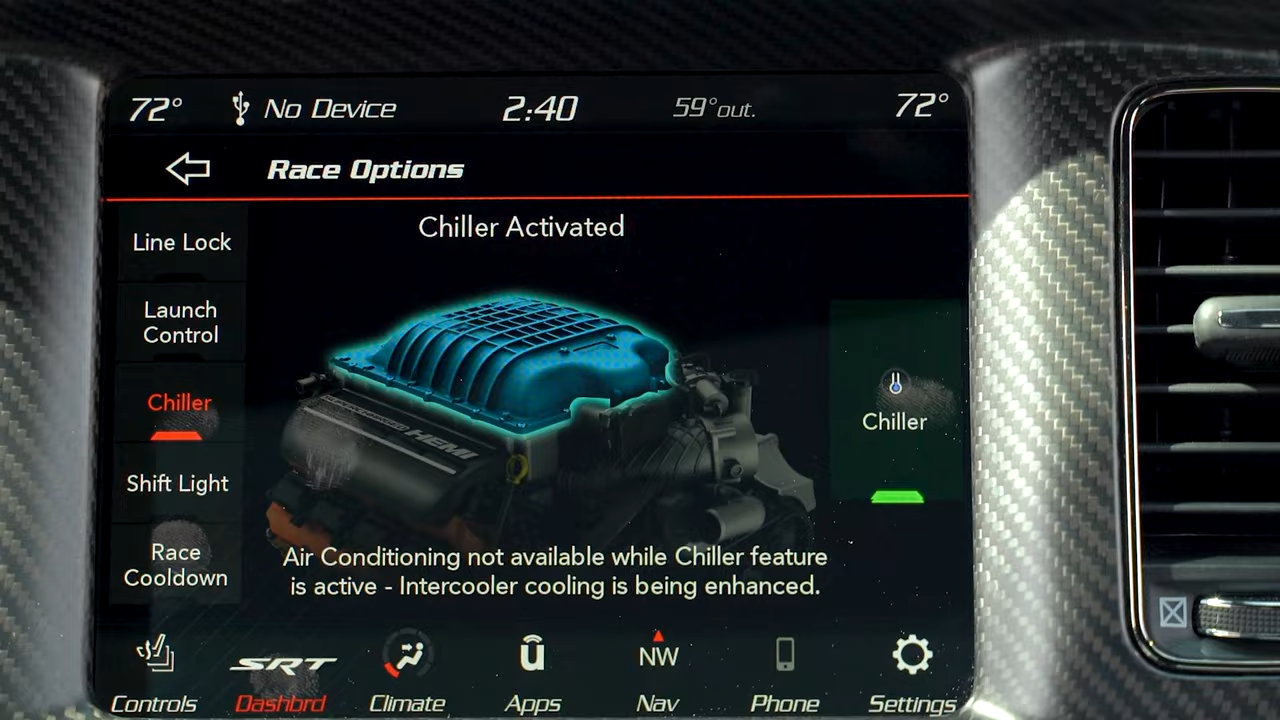 72° No Device 2:40 59°out. 72°
Race Options
Chiller Activated
Line Lock
Launch
Control
Chiller
Shift Light
Race
Cooldown
HEMI
Chiller
Air Conditioning not available while Chiller feature
is active - Intercooler cooling is being enhanced.
SRT
ū
NW
Controls Dashbrd Climate Apps Nav Phone Settings